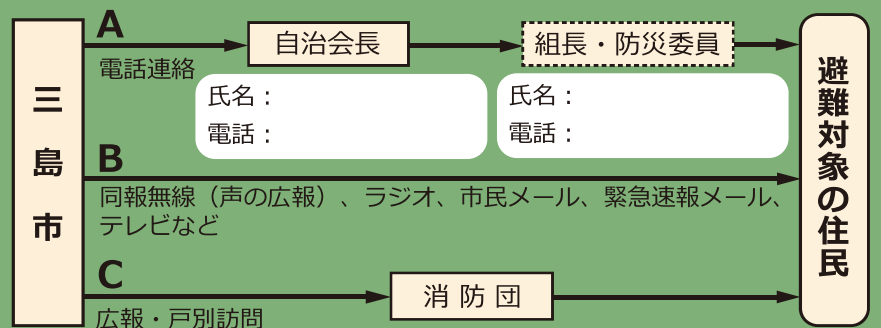 三島市
A
電話連絡
自治会長
氏名：
電話：
組長・防災委員
氏名：
電話：
B
同報無線（声の広報）、ラジオ、市民メール、緊急速報メール、
テレビなど
C
広報・戸別訪問
消防団
避難対象の住民